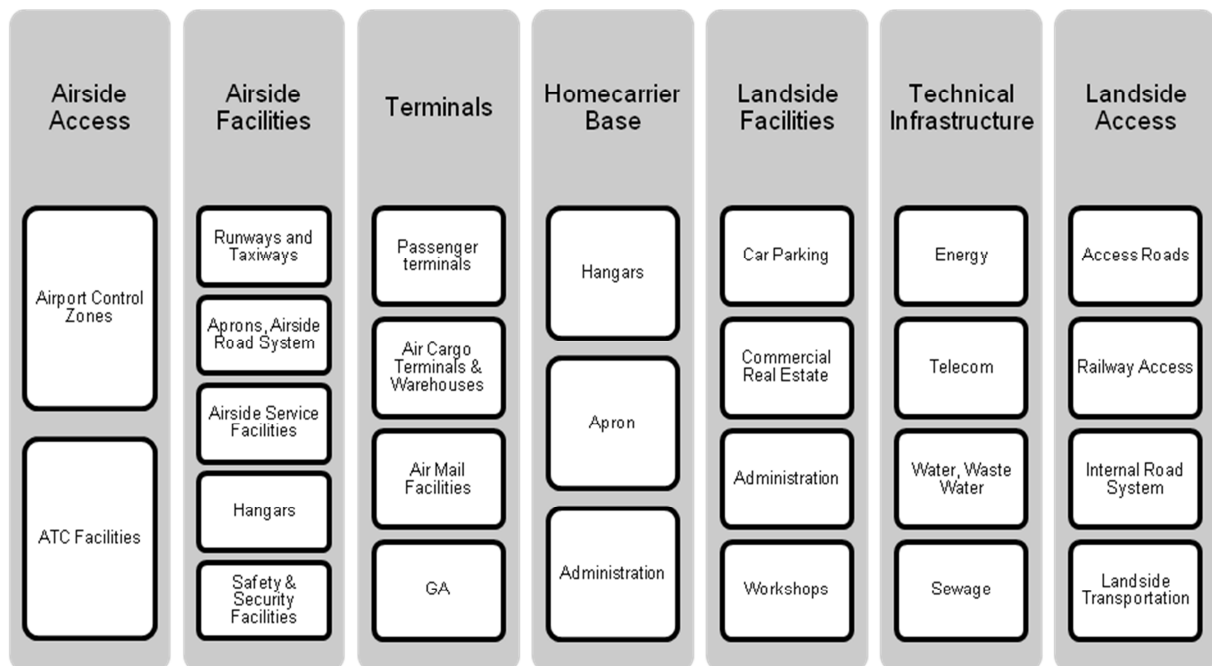 Airside
Access
Airport Control
Zones
ATC Facilities
Airside
Facilities
Runways and
Taxiways
Aprons, Airside
Road System
Airside Service
Facilities
Hangars
Safety &
Security
Facilities
Terminals
Passenger
terminals
Air Cargo
Terminals &
Warehouses
Air Mail
Facilities
GA
Homecarrier
Base
Hangars
Apron
Administration
Landside
Facilities
Car Parking
Commercial
Real Estate
Administration
Workshops
Technical
Infrastructure
Energy
Telecom
Water, Waste
Water
Sewage
Landside
Access
Access Roads
Railway Access
Internal Road
System
Landside
Transportation